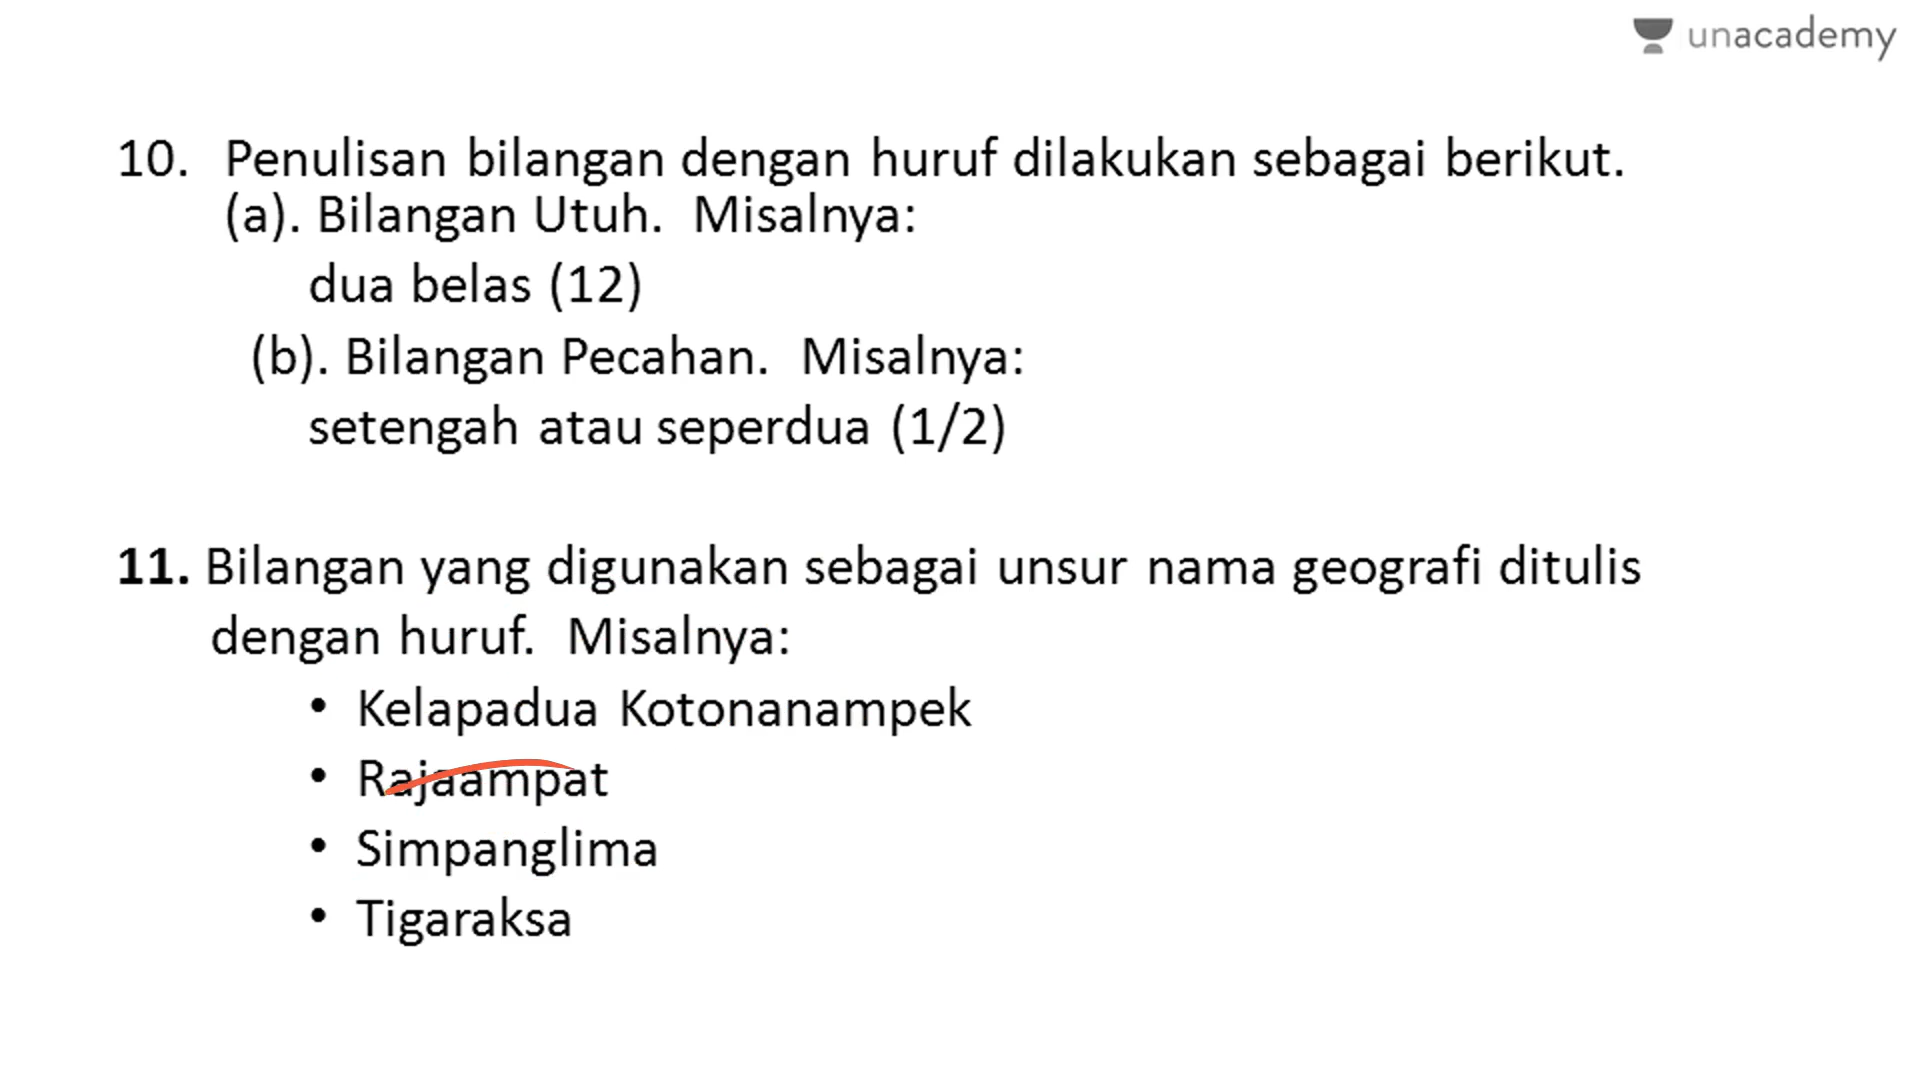 unacademy
10. Penulisan bilangan dengan huruf dilakukan sebagai berikut.
(a). Bilangan Utuh. Misalnya:
dua belas (12)
(b). Bilangan Pecahan. Misalnya:
setengah atau seperdua (1/2)
11. Bilangan yang digunakan sebagai unsur nama geografi ditulis
dengan huruf. Misalnya:
• Kelapadua Kotonanampek
• Rajaampat
• Simpanglima
• Tigaraksa